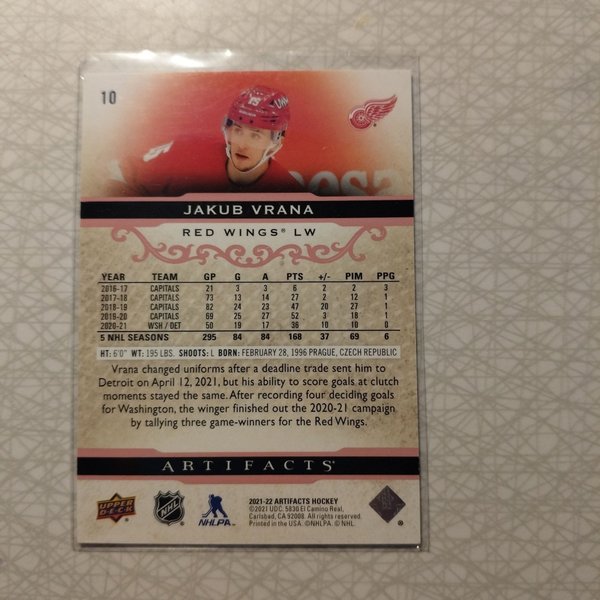 10
15
JAKUB VRANA
RED WINGS® LW
YEAR TEAM GP G A PTS +/- PIM PPG
2016-17 CAPITALS 21 3 3 6 2 2 3
2017-18 CAPITALS 73 13 14 27 2 12 1
2018-19 CAPITALS 82 24 23 47 20 27 1
2019-20 CAPITALS 69 25 27 52 3 18 1
2020-21 WSH / DET 50 19 17 36 10 10 0
5 NHL SEASONS 295 84 84 168 37 69 6
HT: 6'0" WT: 195 LBS. SHOOTS: L BORN: FEBRUARY 28, 1996 PRAGUE, CZECH REPUBLIC
Vrana changed uniforms after a deadline trade sent him to
Detroit on April 12, 2021, but his ability to score goals at clutch
moments stayed the same. After recording four deciding goals
for Washington, the winger finished out the 2020-21 campaign
by tallying three game-winners for the Red Wings.
ARTIFACTS
UPPER
DECK
NHL
NHLPA
2021-22 ARTIFACTS HOCKEY
©2021 UDC. 5830 El Camino Real,
Carlsbad, CA 92008. All rights reserved.
Printed in the USA. ©NHLPA. © NHL.